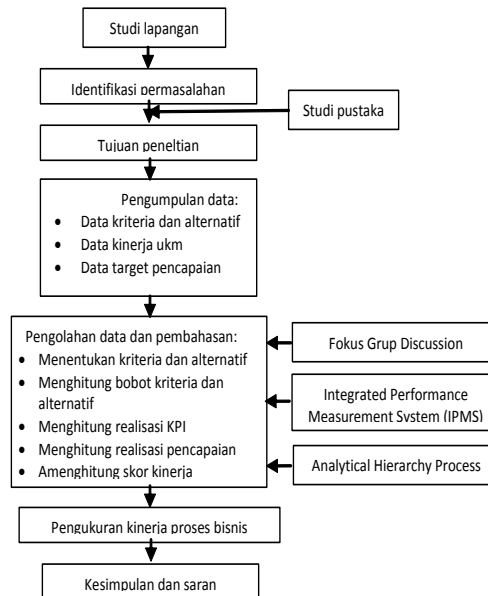 Studi lapangan
Identifikasi permasalahan
Studi pustaka
Tujuan peneltian
Pengumpulan data:
• Data kriteria dan alternatif
• Data kinerja ukm
• Data target pencapaian
Pengolahan data dan pembahasan:
• Menentukan kriteria dan alternatif
• Menghitung bobot kriteria dan
alternatif
• Menghitung realisasi KPI
• Menghitung realisasi pencapaian
• Amenghitung skor kinerja
Fokus Grup Discussion
Integrated Performance
Measurement System (IPMS)
Analytical Hierarchy Process
Pengukuran kinerja proses bisnis
Kesimpulan dan saran